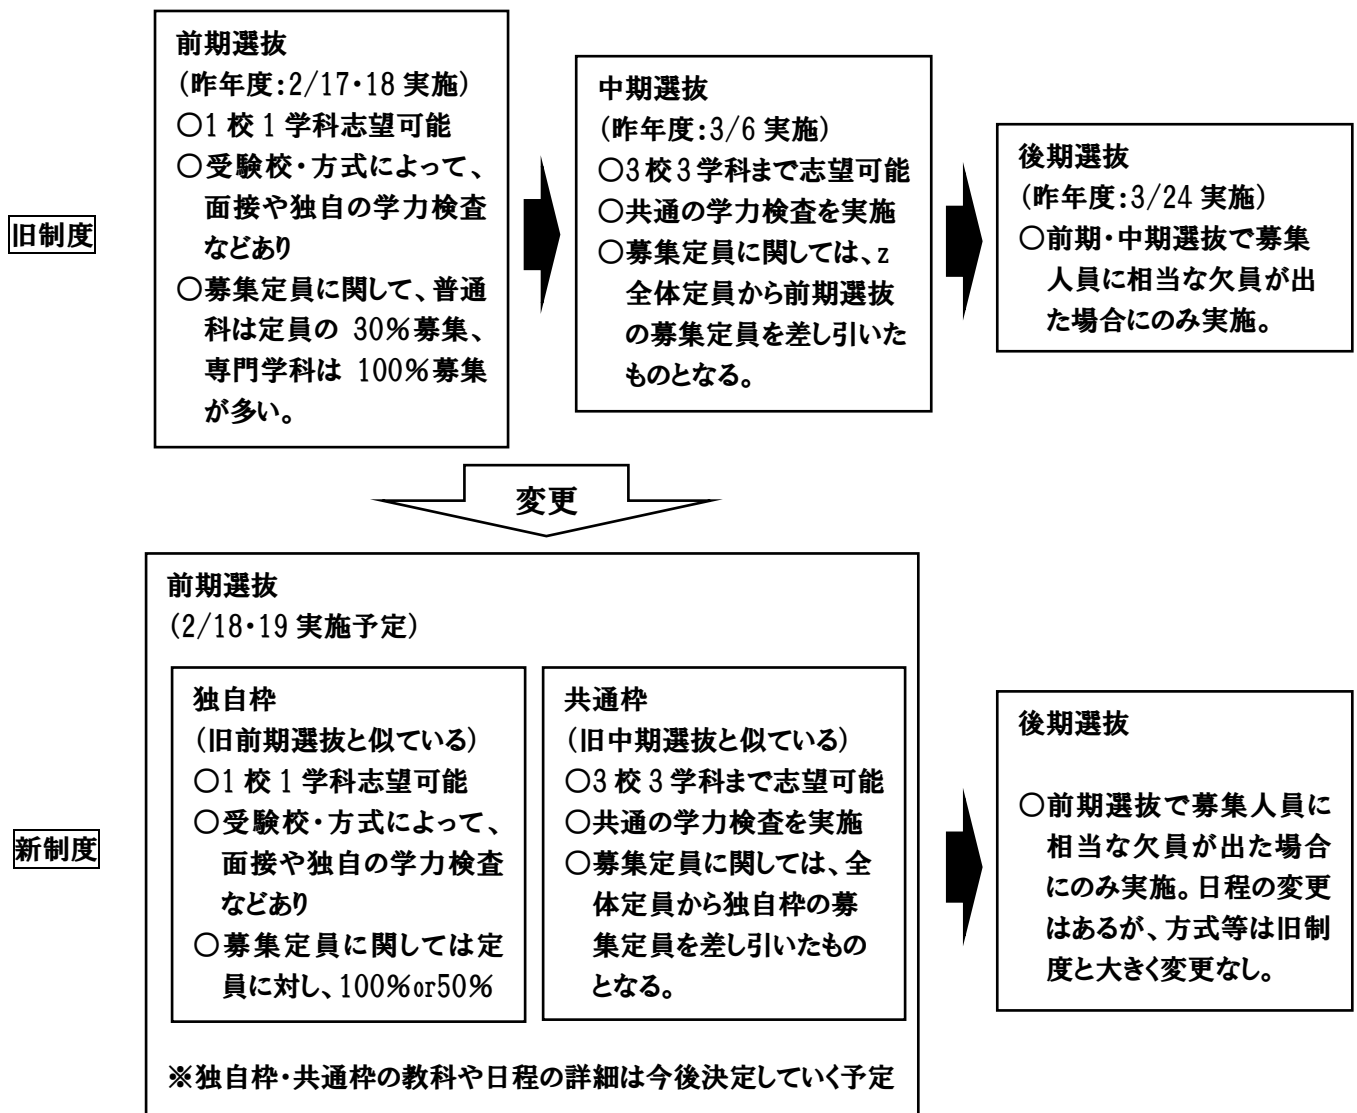 旧制度
前期選抜
(昨年度:2/17・18 実施)
○1 校 1 学科志望可能
○受験校・方式によって、
面接や独自の学力検査
などあり
○募集定員に関して、普通
科は定員の 30%募集、
専門学科は 100%募集
が多い。
中期選抜
(昨年度:3/6 実施)
○3校3学科まで志望可能
○共通の学力検査を実施
○募集定員に関しては、z
全体定員から前期選抜
の募集定員を差し引いた
ものとなる。
後期選抜
(昨年度:3/24 実施)
○前期・中期選抜で募集
人員に相当な欠員が出
た場合にのみ実施。
変更
新制度
前期選抜
(2/18・19 実施予定)
独自枠
(旧前期選抜と似ている)
○1 校 1 学科志望可能
○受験校・方式によって、
面接や独自の学力検査
などあり
○募集定員に関しては定
員に対し、100%or50%
共通枠
(旧中期選抜と似ている)
○3校3学科まで志望可能
○共通の学力検査を実施
○募集定員に関しては、全
体定員から独自枠の募
集定員を差し引いたもの
となる。
※独自枠・共通枠の教科や日程の詳細は今後決定していく予定
後期選抜
○前期選抜で募集人員に
相当な欠員が出た場合
にのみ実施。日程の変更
はあるが、方式等は旧制
度と大きく変更なし。